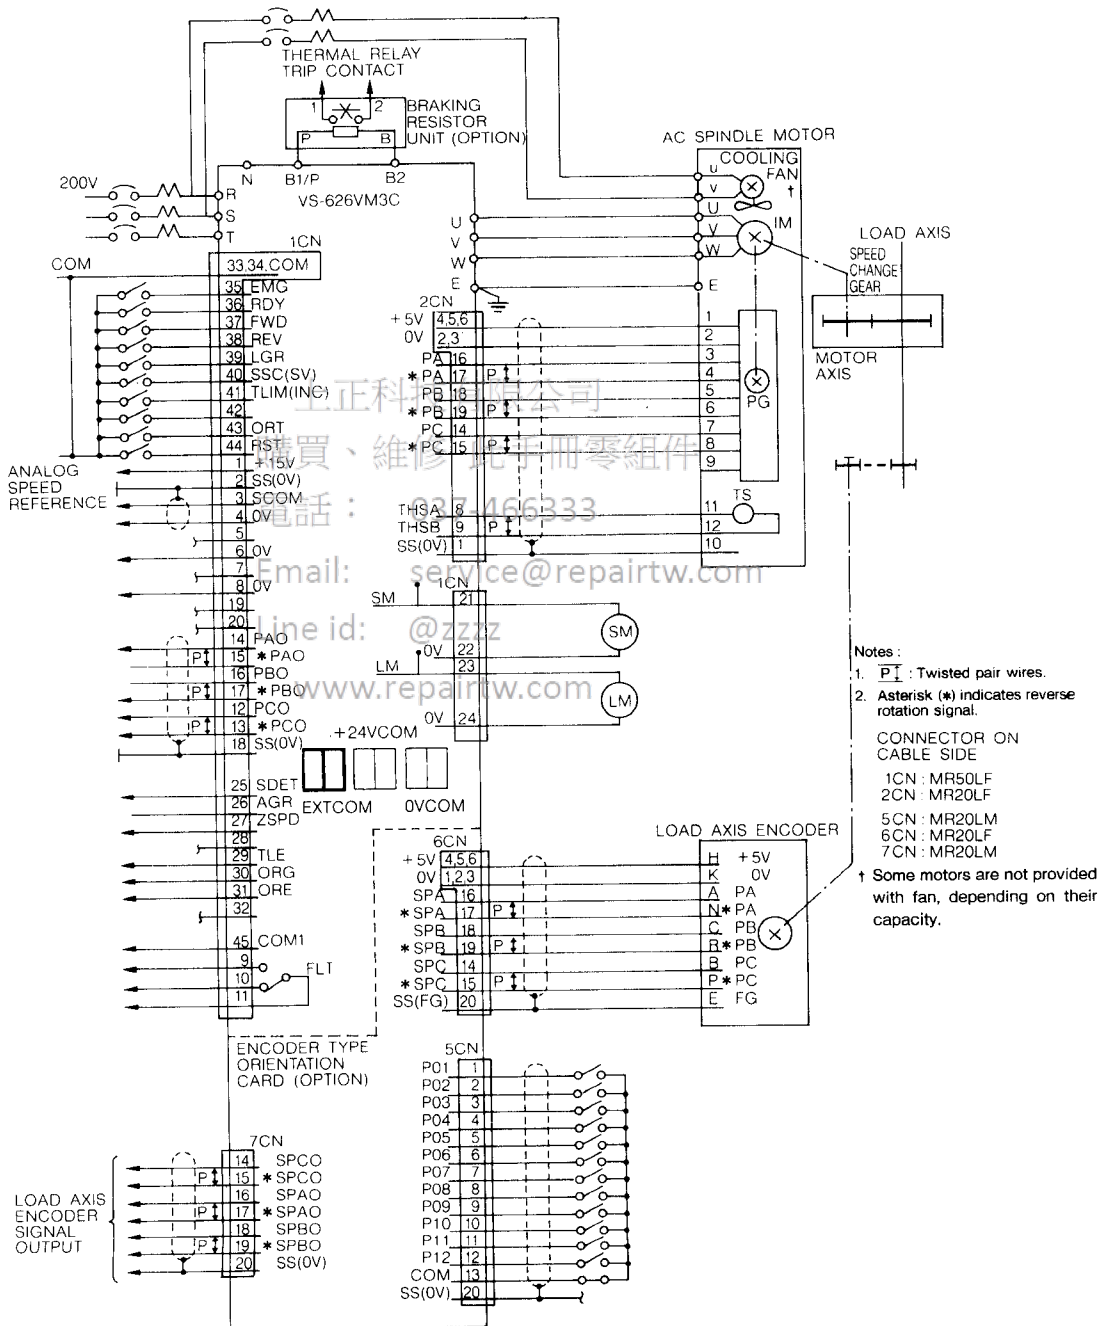 THERMAL RELAY
TRIP CONTACT
1 2
BRAKING
RESISTOR
UNIT (OPTION)
P B
N B1/P B2
VS-626VM3C
200V
R
S
T
U
V
W
E
AC SPINDLE MOTOR
COOLING
FAN
†
u
v
U
V
W
E
IM
LOAD AXIS
SPEED
CHANGE
GEAR
MOTOR
AXIS
1
2
3
4
5
6
7
8
9
PG
11 TS
12
10
1CN
COM
33,34.COM
35 EMG
36 RDY
37 FWD
38 REV
39 LGR
40 SSC(SV)
41 TLIM(INC)
42
43 ORT
44 RST
1 +15V
2 SS(0V)
3 SCOM
4 0V
5
6 0V
7
8 0V
19
20
14 PAO
P 15 *PAO
16 PBO
P 17 *PBO
12 PCO
P 13 *PCO
18 SS(0V)
ANALOG
SPEED
REFERENCE
+24VCOM
EXTCOM 0VCOM
25 SDET
26 AGR
27 ZSPD
28
29 TLE
30 ORG
31 ORE
32
45 COM1
9
10 FLT
11
2CN
+5V 4,5,6
0V 2,3
PA 16
*PA 17 P
PB 18
*PB 19 P
PC 14
*PC 15 P
THSA 8
THSB 9 P
SS(0V) 1
1CN
SM 21
SM
0V 22
LM 23
LM
0V 24
上正科技有限公司
購買、維修 此手冊零組件
電話： 037-466333
Email: service@repairtw.com
Line id: @zzzz
www.repairtw.com
Notes :
1. P : Twisted pair wires.
2. Asterisk (*) indicates reverse
rotation signal.
CONNECTOR ON
CABLE SIDE
1CN : MR50LF
2CN : MR20LF
5CN : MR20LM
6CN : MR20LF
7CN : MR20LM
† Some motors are not provided
with fan, depending on their
capacity.
6CN
+5V 4,5,6
0V 1,2,3
SPA 16
*SPA 17 P
SPB 18
*SPB 19 P
SPC 14
*SPC 15 P
SS(FG) 20
LOAD AXIS ENCODER
H +5V
K 0V
A PA
N *PA
C PB
R *PB
B PC
P *PC
E FG
ENCODER TYPE
ORIENTATION
CARD (OPTION)
5CN
P01 1
P02 2
P03 3
P04 4
P05 5
P06 6
P07 7
P08 8
P09 9
P10 10
P11 11
P12 12
COM 13
SS(0V) 20
7CN
14 SPCO
P 15 *SPCO
16 SPAO
P 17 *SPAO
18 SPBO
P 19 *SPBO
20 SS(0V)
LOAD AXIS
ENCODER
SIGNAL
OUTPUT